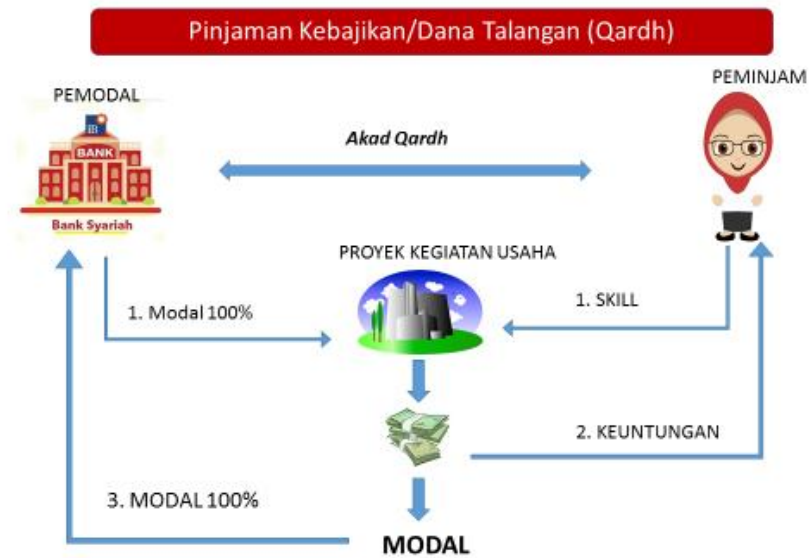 Pinjaman Kebajikan/Dana Talangan (Qardh)
PEMODAL
PEMINJAM
iB
BANK
Bank Syariah
Akad Qardh
PROYEK KEGIATAN USAHA
1. Modal 100%
1. SKILL
2. KEUNTUNGAN
3. MODAL 100%
MODAL